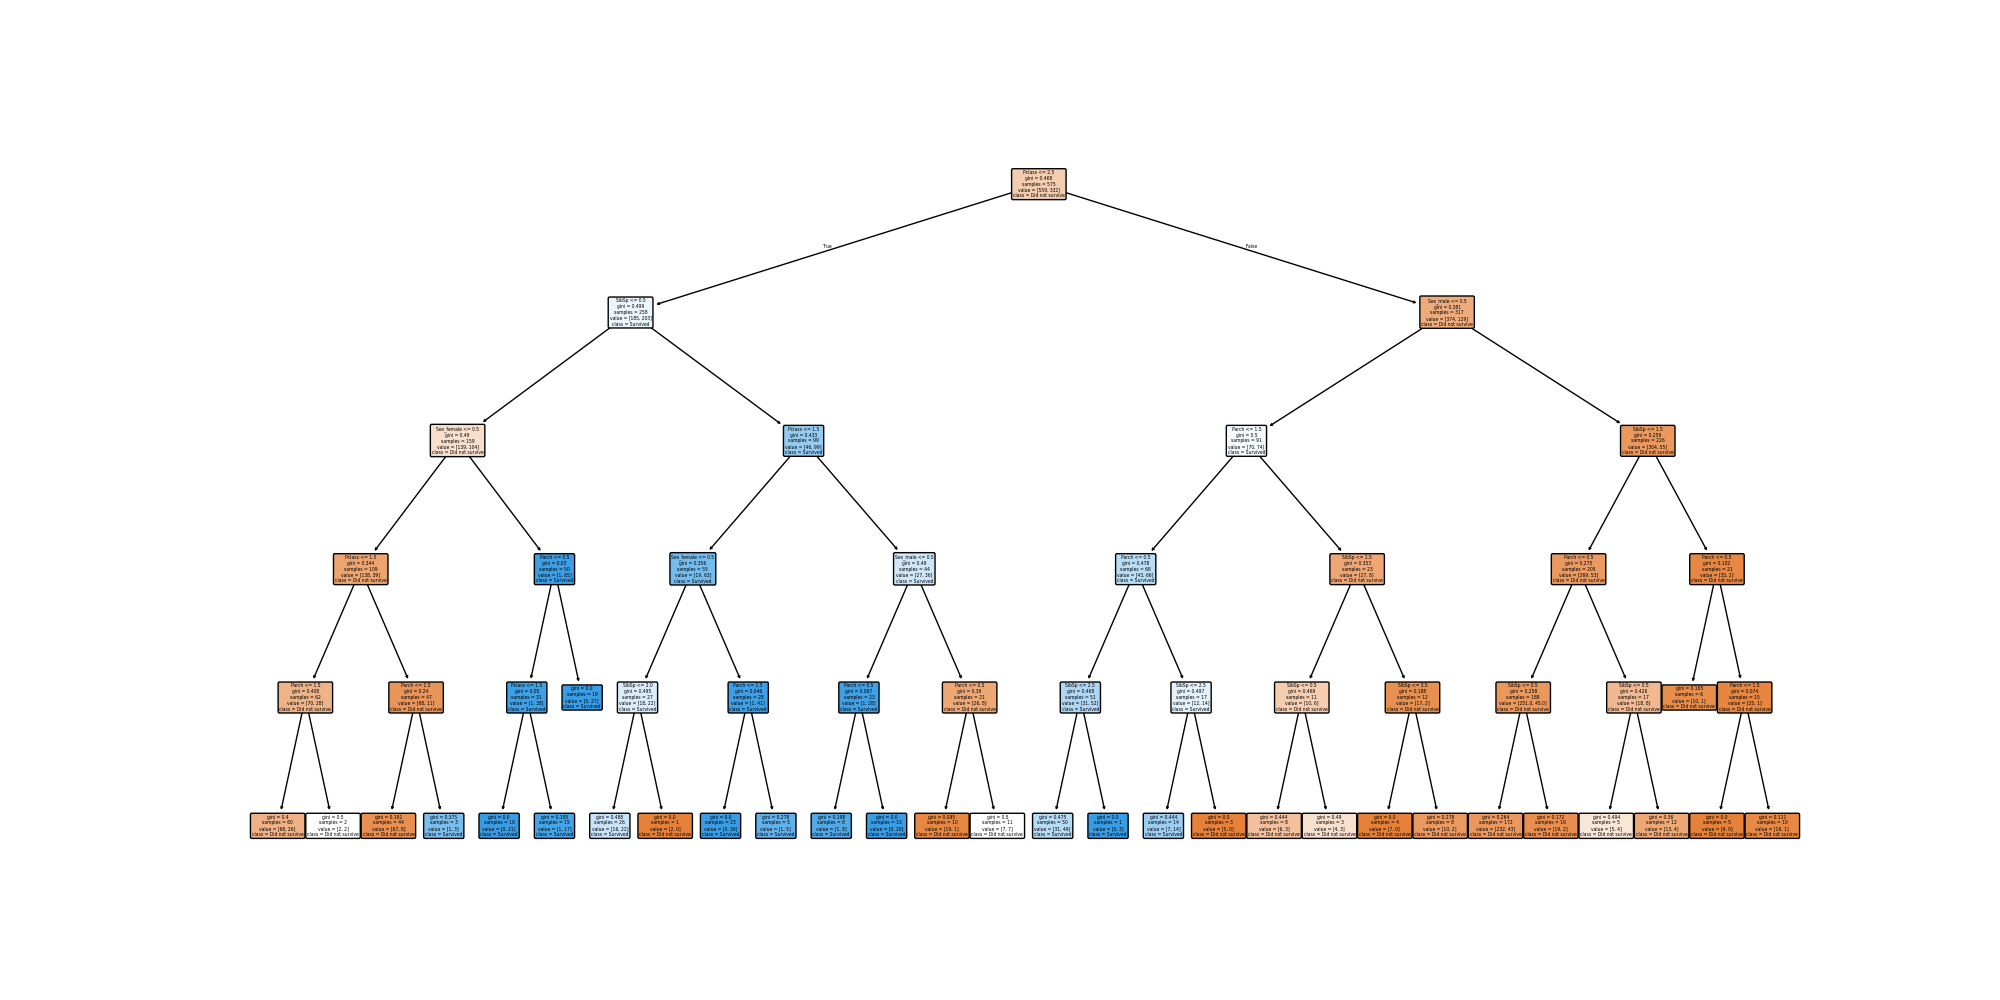 Pclass <= 2.5
gini = 0.468
samples = 575
value = [559, 332]
class = Did not survive
True
False
SibSp <= 0.5
gini = 0.499
samples = 258
value = [185, 203]
class = Survived
Sex_male <= 0.5
gini = 0.381
samples = 317
value = [374, 129]
class = Did not survive
Sex_female <= 0.5
gini = 0.49
samples = 159
value = [139, 104]
class = Did not survive
Pclass <= 1.5
gini = 0.433
samples = 99
value = [46, 99]
class = Survived
Parch <= 1.5
gini = 0.5
samples = 91
value = [70, 74]
class = Survived
SibSp <= 1.5
gini = 0.259
samples = 226
value = [304, 55]
class = Did not survive
Pclass <= 1.5
gini = 0.344
samples = 109
value = [138, 39]
class = Did not survive
Parch <= 0.5
gini = 0.03
samples = 50
value = [1, 65]
class = Survived
Sex_female <= 0.5
gini = 0.356
samples = 55
value = [19, 63]
class = Survived
Sex_male <= 0.5
gini = 0.49
samples = 44
value = [27, 36]
class = Survived
Parch <= 0.5
gini = 0.478
samples = 68
value = [43, 66]
class = Survived
SibSp <= 1.5
gini = 0.353
samples = 23
value = [27, 8]
class = Did not survive
Parch <= 0.5
gini = 0.275
samples = 205
value = [269, 53]
class = Did not survive
Parch <= 0.5
gini = 0.102
samples = 21
value = [35, 2]
class = Did not survive
Parch <= 1.5
gini = 0.408
samples = 62
value = [70, 28]
class = Did not survive
Parch <= 1.5
gini = 0.24
samples = 47
value = [68, 11]
class = Did not survive
Pclass <= 1.5
gini = 0.05
samples = 31
value = [1, 38]
class = Survived
gini = 0.0
samples = 19
value = [0, 27]
class = Survived
SibSp <= 2.0
gini = 0.495
samples = 27
value = [18, 22]
class = Survived
Parch <= 1.5
gini = 0.046
samples = 28
value = [1, 41]
class = Survived
Parch <= 0.5
gini = 0.067
samples = 23
value = [1, 28]
class = Survived
Parch <= 0.5
gini = 0.36
samples = 21
value = [26, 8]
class = Did not survive
SibSp <= 2.5
gini = 0.468
samples = 51
value = [31, 52]
class = Survived
SibSp <= 2.5
gini = 0.497
samples = 17
value = [12, 14]
class = Survived
SibSp <= 0.5
gini = 0.469
samples = 11
value = [10, 6]
class = Did not survive
SibSp <= 3.5
gini = 0.188
samples = 12
value = [17, 2]
class = Did not survive
SibSp <= 0.5
gini = 0.258
samples = 188
value = [251.0, 45.0]
class = Did not survive
SibSp <= 0.5
gini = 0.426
samples = 17
value = [18, 8]
class = Did not survive
gini = 0.165
samples = 6
value = [10, 1]
class = Did not survive
Parch <= 1.5
gini = 0.074
samples = 15
value = [25, 1]
class = Did not survive
gini = 0.4
samples = 60
value = [68, 26]
class = Did not survive
gini = 0.5
samples = 2
value = [2, 2]
class = Did not survive
gini = 0.191
samples = 44
value = [67, 8]
class = Did not survive
gini = 0.375
samples = 3
value = [1, 3]
class = Survived
gini = 0.0
samples = 16
value = [0, 21]
class = Survived
gini = 0.105
samples = 15
value = [1, 17]
class = Survived
gini = 0.488
samples = 26
value = [16, 22]
class = Survived
gini = 0.0
samples = 1
value = [2, 0]
class = Did not survive
gini = 0.0
samples = 23
value = [0, 36]
class = Survived
gini = 0.278
samples = 5
value = [1, 5]
class = Survived
gini = 0.198
samples = 8
value = [1, 8]
class = Survived
gini = 0.0
samples = 15
value = [0, 20]
class = Survived
gini = 0.095
samples = 10
value = [19, 1]
class = Did not survive
gini = 0.5
samples = 11
value = [7, 7]
class = Did not survive
gini = 0.475
samples = 50
value = [31, 49]
class = Survived
gini = 0.0
samples = 1
value = [0, 3]
class = Survived
gini = 0.444
samples = 14
value = [7, 14]
class = Survived
gini = 0.0
samples = 3
value = [5, 0]
class = Did not survive
gini = 0.444
samples = 8
value = [6, 3]
class = Did not survive
gini = 0.49
samples = 3
value = [4, 3]
class = Did not survive
gini = 0.0
samples = 4
value = [7, 0]
class = Did not survive
gini = 0.278
samples = 8
value = [10, 2]
class = Did not survive
gini = 0.264
samples = 172
value = [232, 43]
class = Did not survive
gini = 0.172
samples = 16
value = [19, 2]
class = Did not survive
gini = 0.494
samples = 5
value = [5, 4]
class = Did not survive
gini = 0.36
samples = 12
value = [13, 4]
class = Did not survive
gini = 0.0
samples = 5
value = [9, 0]
class = Did not survive
gini = 0.111
samples = 10
value = [16, 1]
class = Did not survive